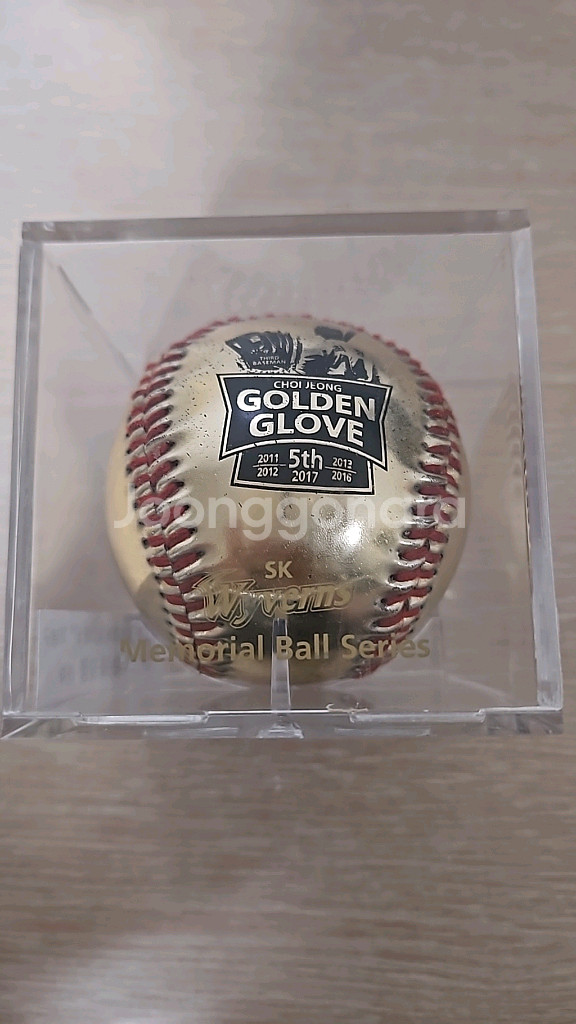 THIRD
BASEMAN
CHOI JEONG
GOLDEN
GLOVE
2011 5th 2013
2012 2017 2016
Joonggonara
SK
Wyverns
Memorial Ball Series